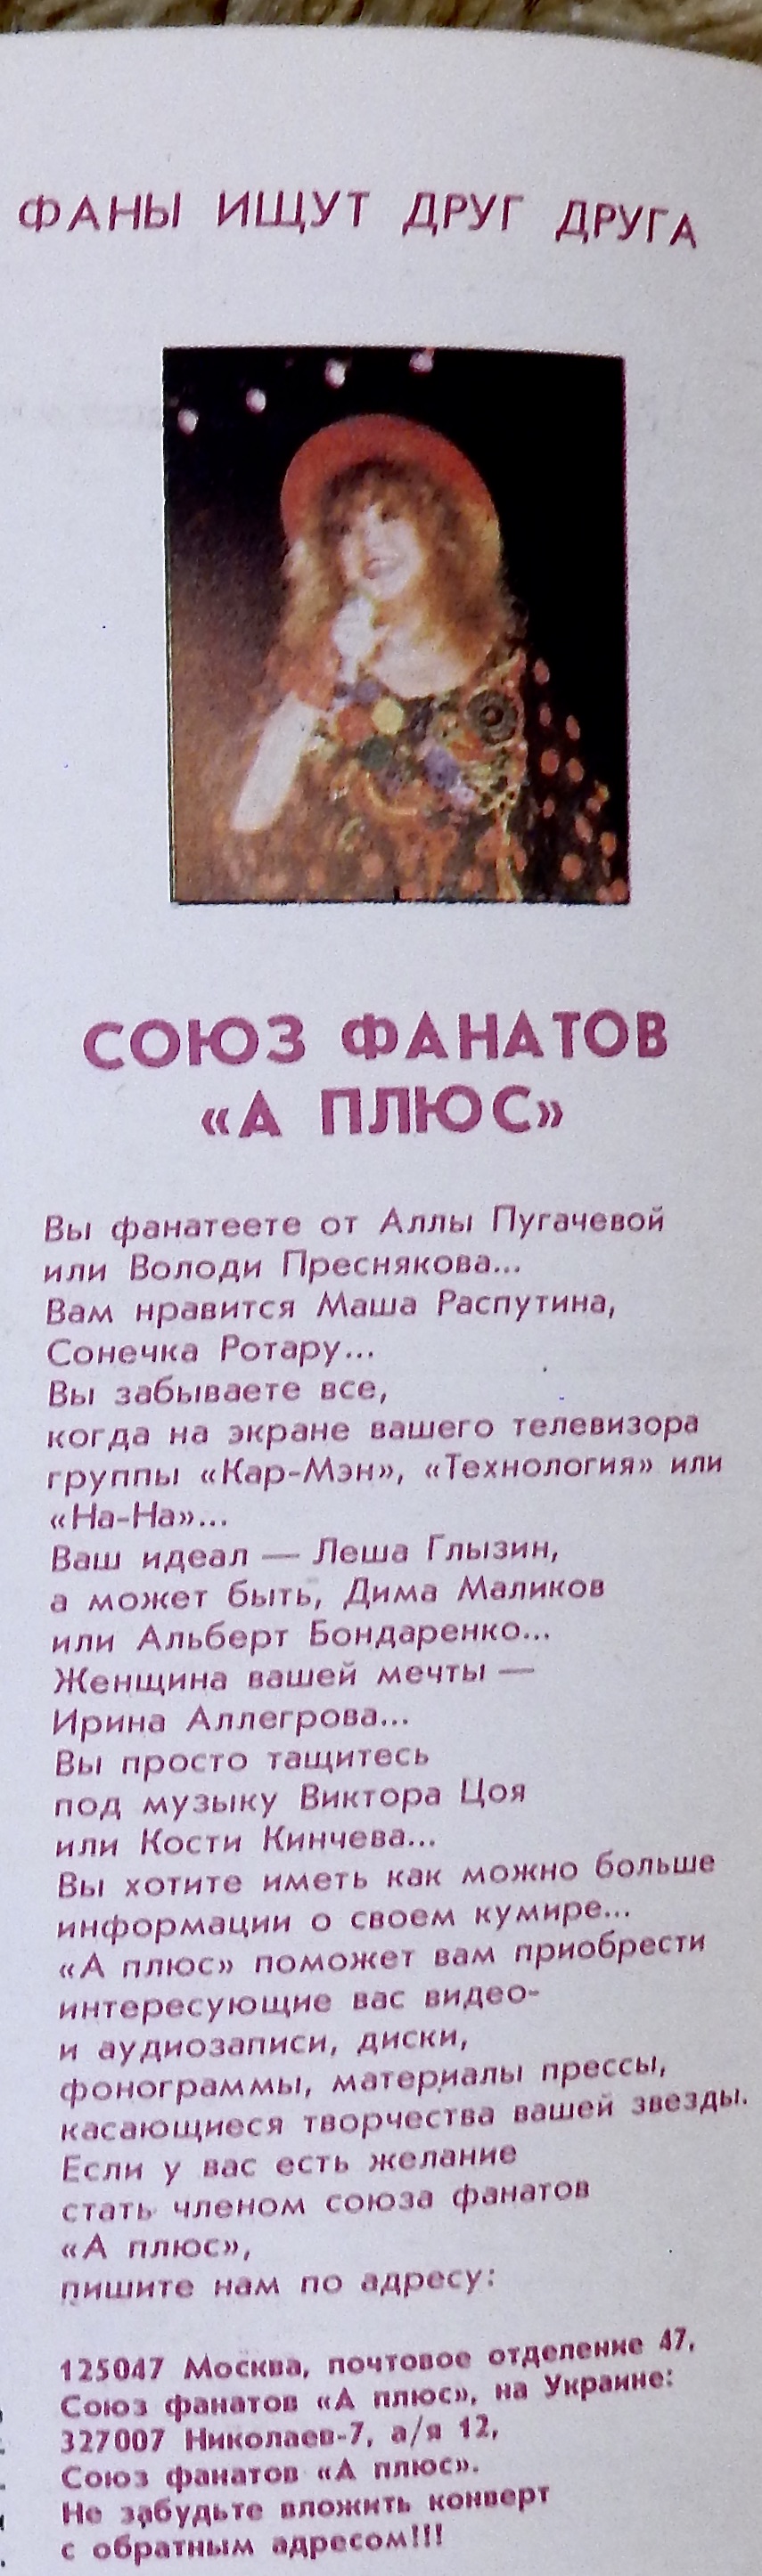 ФАНЫ ИЩУТ ДРУГ ДРУГА
СОЮЗ ФАНАТОВ
«А ПЛЮС»
Вы фанатеете от Аллы Пугачевой
или Володи Преснякова...
Вам нравится Маша Распутина,
Сонечка Ротару...
Вы забываете все,
когда на экране вашего телевизора
группы «Кар-Мэн», «Технология» или
«На-На»...
Ваш идеал — Леша Глызин,
а может быть, Дима Маликов
или Альберт Бондаренко...
Женщина вашей мечты —
Ирина Аллегрова...
Вы просто тащитесь
под музыку Виктора Цоя
или Кости Кинчева...
Вы хотите иметь как можно больше
информации о своем кумире...
«А плюс» поможет вам приобрести
интересующие вас видео-
и аудиозаписи, диски,
фонограммы, материалы прессы,
касающиеся творчества вашей звезды.
Если у вас есть желание
стать членом союза фанатов
«А плюс»,
пишите нам по адресу:
125047 Москва, почтовое отделение 47,
Союз фанатов «А плюс», на Украине:
327007 Николаев-7, а/я 12,
Союз фанатов «А плюс».
Не забудьте вложить конверт
с обратным адресом!!!